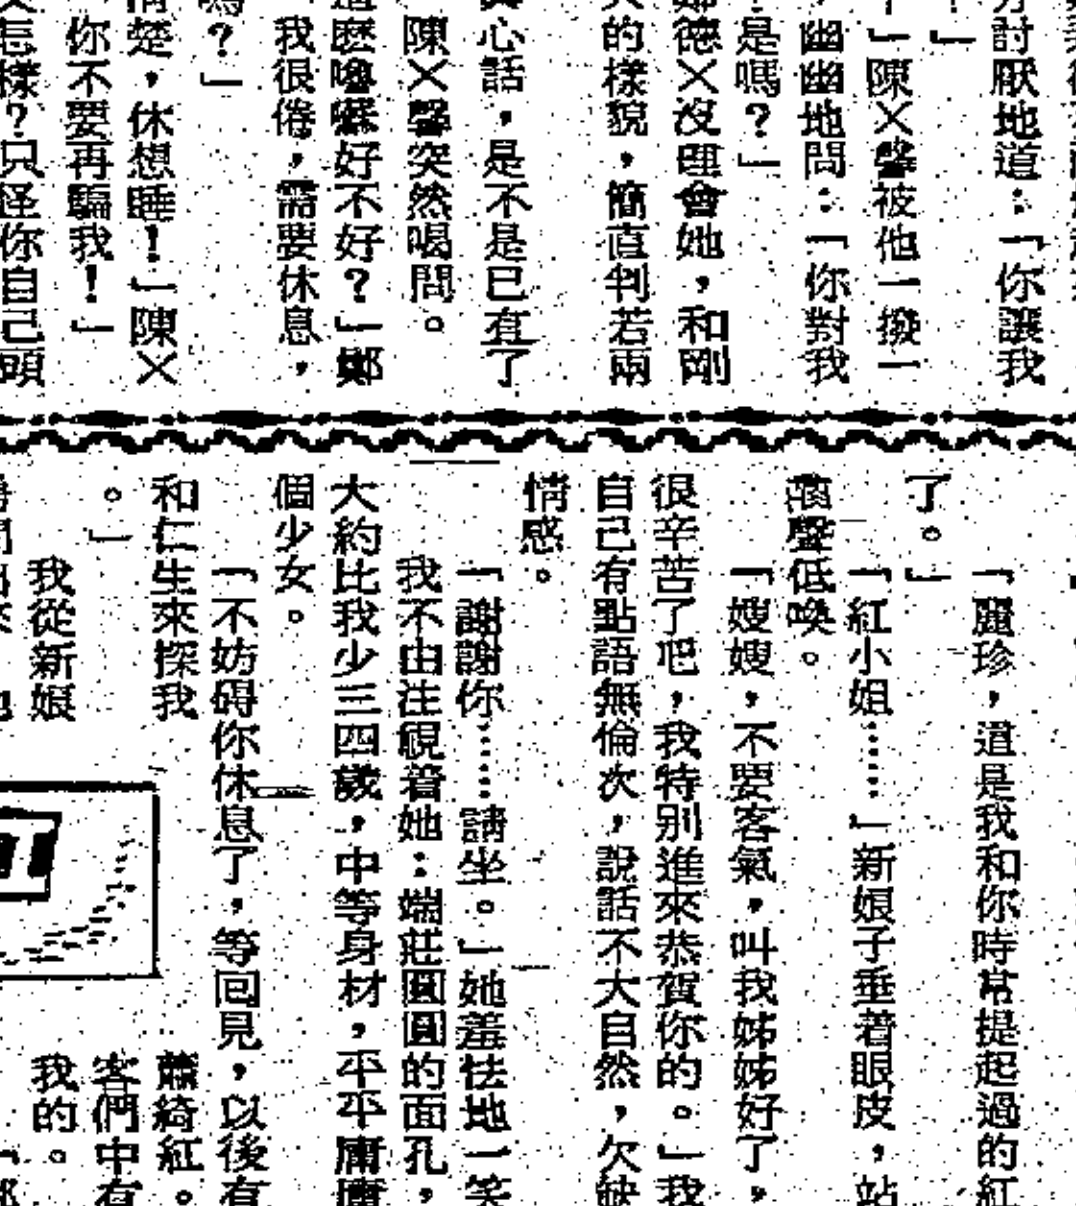 分討厭地道：「你讓我
」
」陳×聲被他一撥一
幽幽地問：「你對我
是嗎？」
德×沒理會她，和剛
的樣貌，簡直判若兩
心話，是不是已有了
陳×聲突然喝問。
麽嚕囌好不好？」鄭
我很倦，需要休息，
嗎？」
楚，休想睡！」陳×
你不要再騙我！」
怎樣？只怪你自己頭
「麗珍，這是我和你時常提起過的紅
了。」
「紅小姐……」新娘子垂着眼皮，站
低喚。
「嫂嫂，不要客氣，叫我姊姊好了，
很辛苦了吧，我特別進來恭賀你的。」我
自己有點語無倫次，說話不大自然，欠缺
情感。
「謝謝你……請坐。」她羞怯地一笑
我不由注視着她：端莊圓圓的面孔，
大約比我少三四歲，中等身材，平平庸庸
個少女。
「不妨碍你休息了，等回見，以後有
和仁生來探我
。」
我從新娘
蕭綺紅。
客們中有
我的。